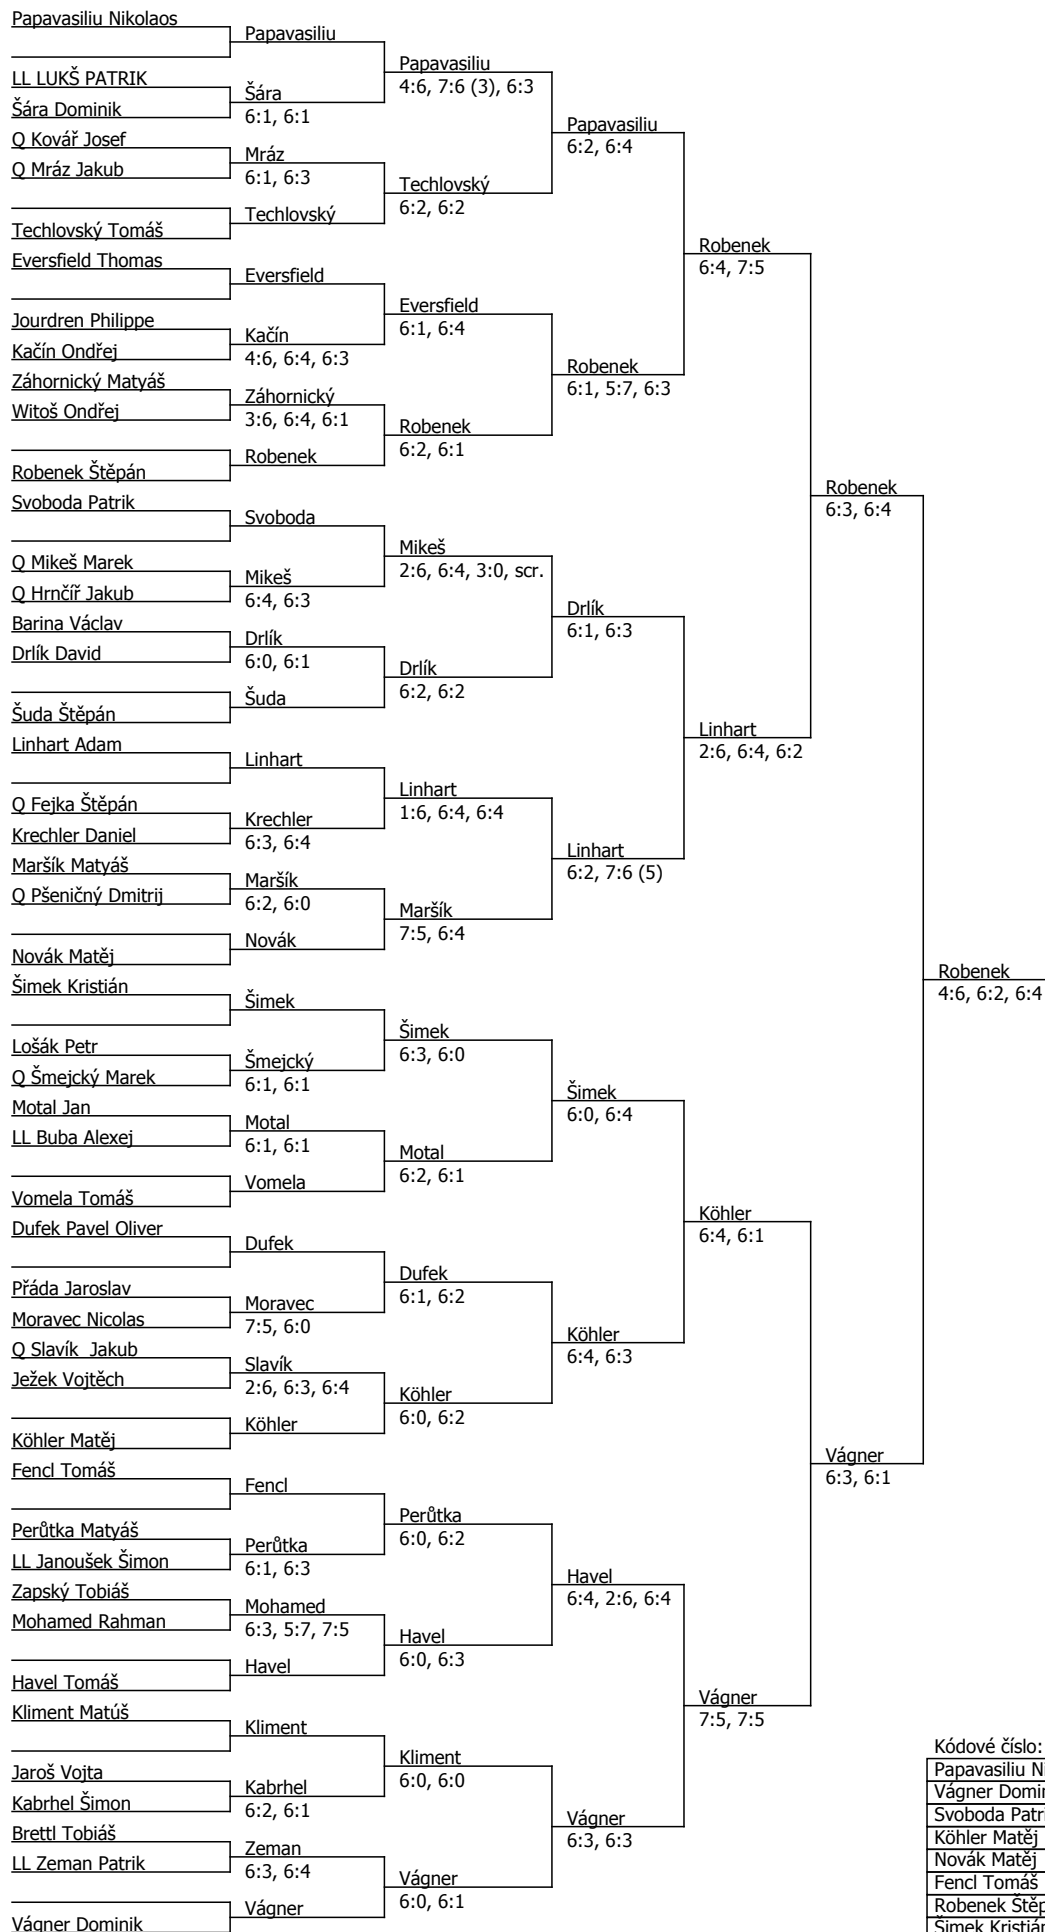 Papavasiliu Nikolaos
LL LUKŠ PATRIK
Šára Dominik
Q Kovář Josef
Q Mráz Jakub
Techlovský Tomáš
Eversfield Thomas
Jourdren Philippe
Kačín Ondřej
Záhornický Matyáš
Witoš Ondřej
Robenek Štěpán
Svoboda Patrik
Q Mikeš Marek
Q Hrnčíř Jakub
Barina Václav
Drlík David
Šuda Štěpán
Linhart Adam
Q Fejka Štěpán
Krechler Daniel
Maršík Matyáš
Q Pšeničný Dmitrij
Novák Matěj
Šimek Kristián
Lošák Petr
Q Šmejcký Marek
Motal Jan
LL Buba Alexej
Vomela Tomáš
Dufek Pavel Oliver
Přáda Jaroslav
Moravec Nicolas
Q Slavík  Jakub
Ježek Vojtěch
Köhler Matěj
Fencl Tomáš
Perůtka Matyáš
LL Janoušek Šimon
Zapský Tobiáš
Mohamed Rahman
Havel Tomáš
Kliment Matúš
Jaroš Vojta
Kabrhel Šimon
Brettl Tobiáš
LL Zeman Patrik
Vágner Dominik
Papavasiliu
Šára
6:1, 6:1
Mráz
6:1, 6:3
Techlovský
Eversfield
Kačín
4:6, 6:4, 6:3
Záhornický
3:6, 6:4, 6:1
Robenek
Svoboda
Mikeš
6:4, 6:3
Drlík
6:0, 6:1
Šuda
Linhart
Krechler
6:3, 6:4
Maršík
6:2, 6:0
Novák
Šimek
Šmejcký
6:1, 6:1
Motal
6:1, 6:1
Vomela
Dufek
Moravec
7:5, 6:0
Slavík
2:6, 6:3, 6:4
Köhler
Fencl
Perůtka
6:1, 6:3
Mohamed
6:3, 5:7, 7:5
Havel
Kliment
Kabrhel
6:2, 6:1
Zeman
6:3, 6:4
Vágner
Papavasiliu
4:6, 7:6 (3), 6:3
Techlovský
6:2, 6:2
Eversfield
6:1, 6:4
Robenek
6:2, 6:1
Mikeš
2:6, 6:4, 3:0, scr.
Drlík
6:2, 6:2
Linhart
1:6, 6:4, 6:4
Maršík
7:5, 6:4
Šimek
6:3, 6:0
Motal
6:2, 6:1
Dufek
6:1, 6:2
Köhler
6:0, 6:2
Perůtka
6:0, 6:2
Havel
6:0, 6:3
Kliment
6:0, 6:0
Vágner
6:0, 6:1
Papavasiliu
6:2, 6:4
Robenek
6:1, 5:7, 6:3
Drlík
6:1, 6:3
Linhart
6:2, 7:6 (5)
Šimek
6:0, 6:4
Köhler
6:4, 6:3
Havel
6:4, 2:6, 6:4
Vágner
6:3, 6:3
Robenek
6:4, 7:5
Linhart
2:6, 6:4, 6:2
Köhler
6:4, 6:1
Vágner
7:5, 7:5
Robenek
6:3, 6:4
Vágner
6:3, 6:1
Robenek
4:6, 6:2, 6:4
Kódové číslo:
Papavasiliu
Vágner
Svoboda
Köhler Matěj
Novák Matěj
Fencl Tomáš
Robenek
Šimek